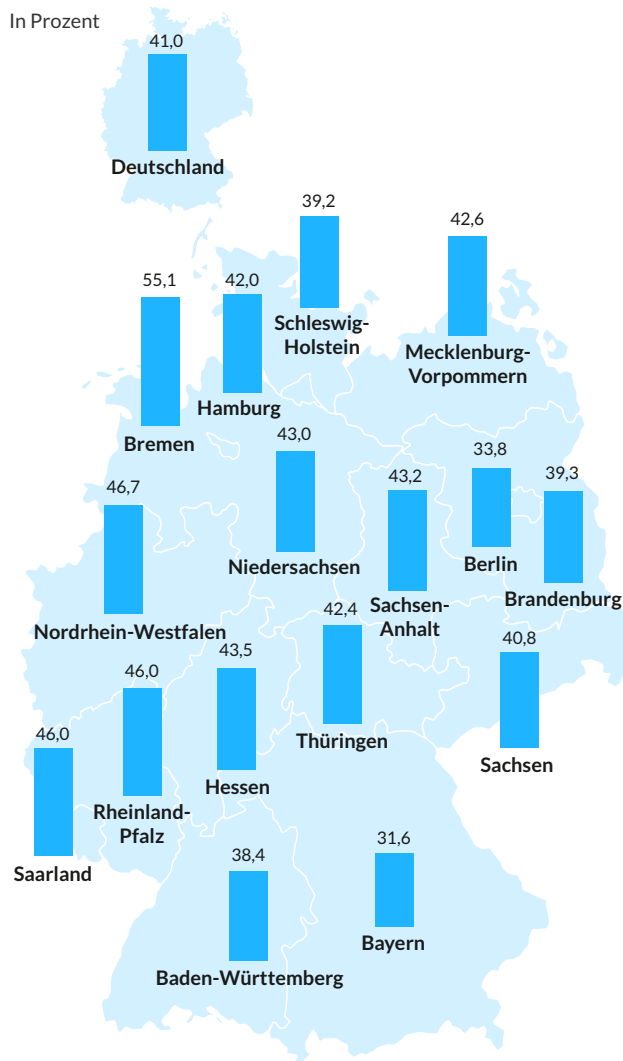 In Prozent
41,0
Deutschland
39,2
Schleswig-
Holstein
42,6
Mecklenburg-
Vorpommern
55,1
Bremen
42,0
Hamburg
43,0
Niedersachsen
43,2
Sachsen-
Anhalt
33,8
Berlin
39,3
Brandenburg
46,7
Nordrhein-Westfalen
42,4
Thüringen
40,8
Sachsen
43,5
Hessen
46,0
Rheinland-
Pfalz
46,0
Saarland
38,4
Baden-Württemberg
31,6
Bayern